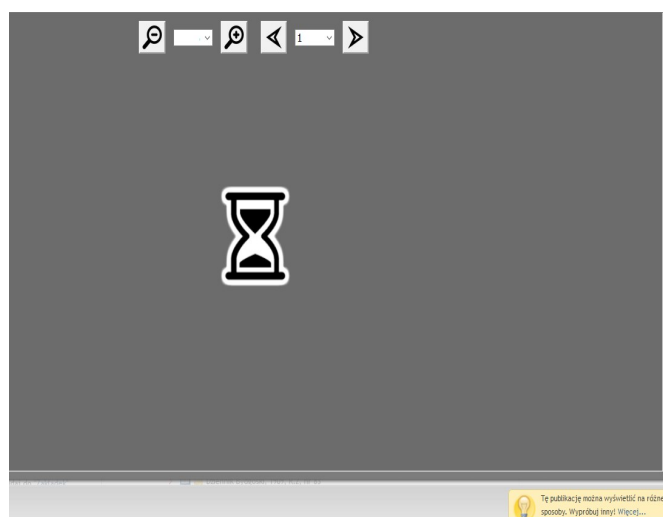 1
Tę publikację można wyświetlić na różne
sposoby. Wypróbuj inny! Więcej...